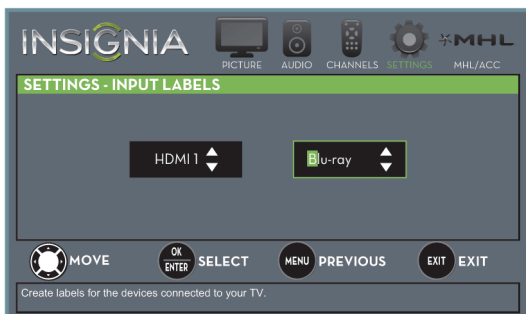 INSIGNIA
PICTURE AUDIO CHANNELS SETTINGS MHL MHL/ACC
SETTINGS - INPUT LABELS
HDMI 1 Blu-ray
MOVE OK ENTER SELECT MENU PREVIOUS EXIT EXIT
Create labels for the devices connected to your TV.